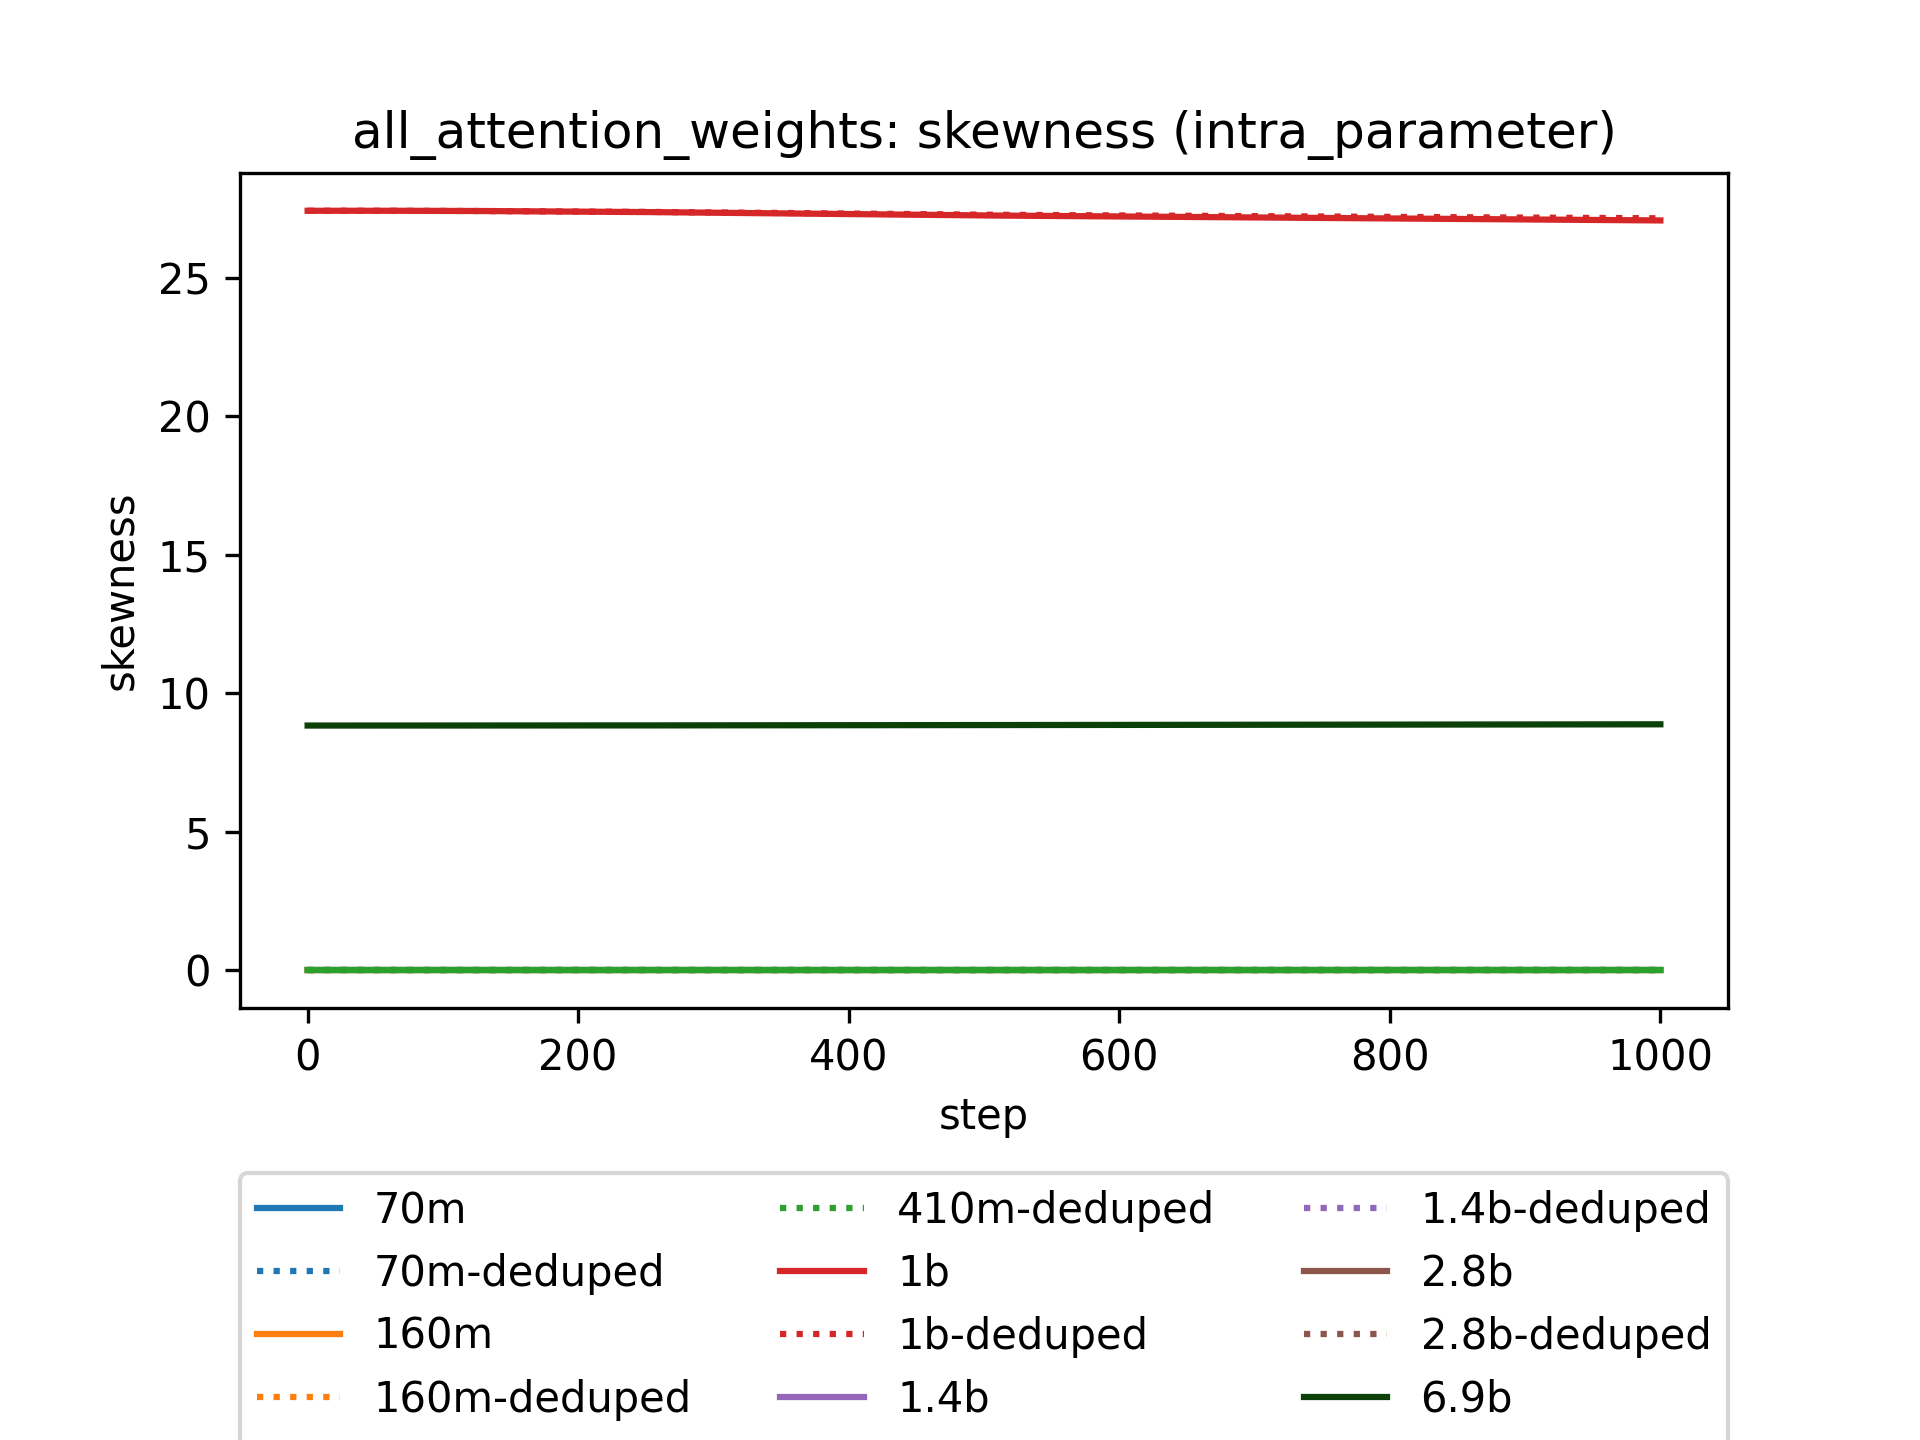 all_attention_weights: skewness (intra_parameter)
25
20
15
10
5
0
skewness
0 200 400 600 800 1000
step
70m 410m-deduped 1.4b-deduped
70m-deduped 1b 2.8b
160m 1b-deduped 2.8b-deduped
160m-deduped 1.4b 6.9b